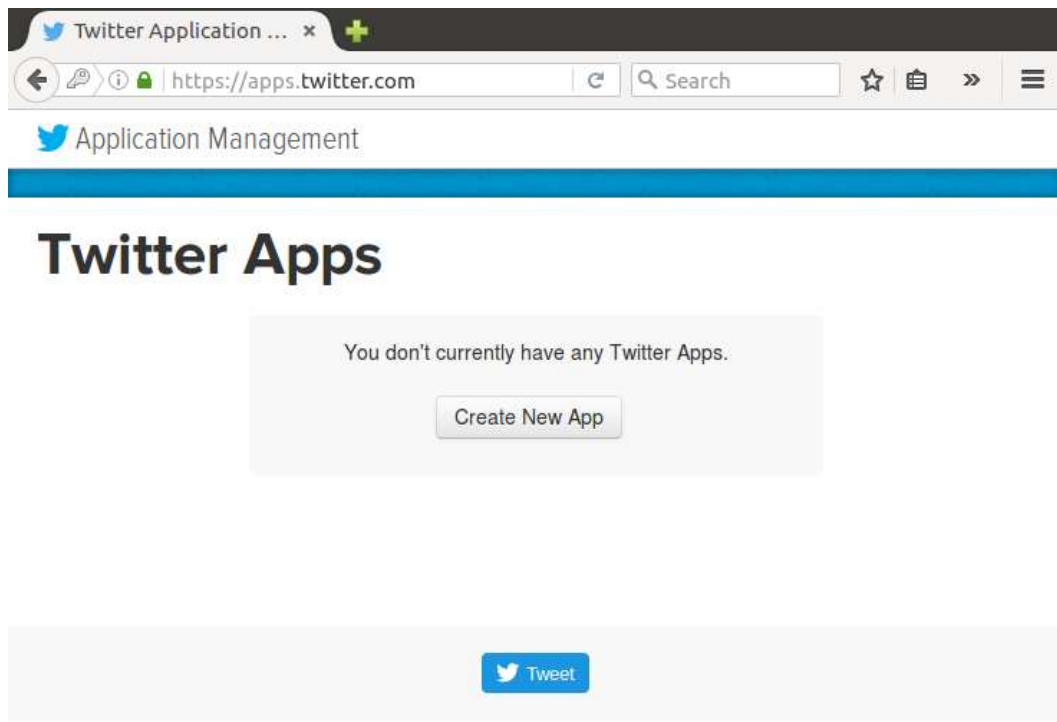 Twitter Application ...
https://apps.twitter.com
Search
Application Management
Twitter Apps
You don't currently have any Twitter Apps.
Create New App
Tweet